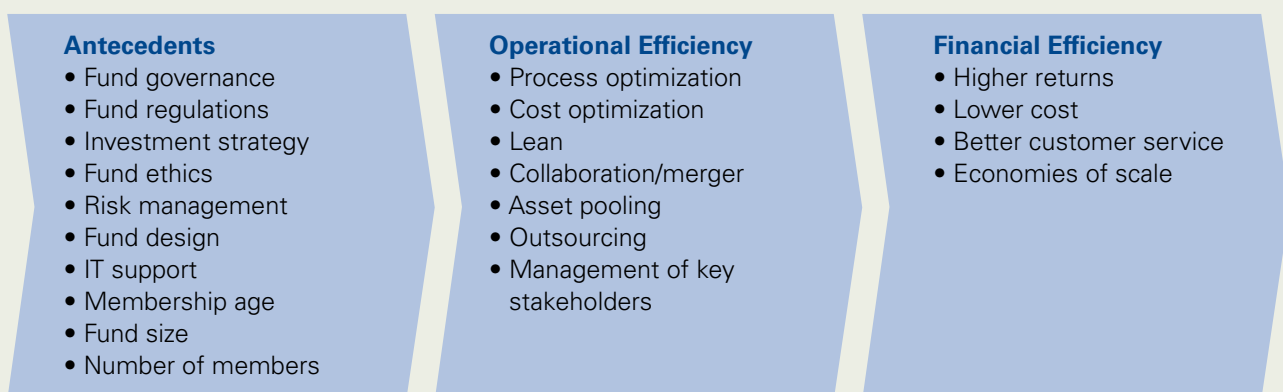 Antecedents
• Fund governance
• Fund regulations
• Investment strategy
• Fund ethics
• Risk management
• Fund design
• IT support
• Membership age
• Fund size
• Number of members
Operational Efficiency
• Process optimization
• Cost optimization
• Lean
• Collaboration/merger
• Asset pooling
• Outsourcing
• Management of key
stakeholders
Financial Efficiency
• Higher returns
• Lower cost
• Better customer service
• Economies of scale